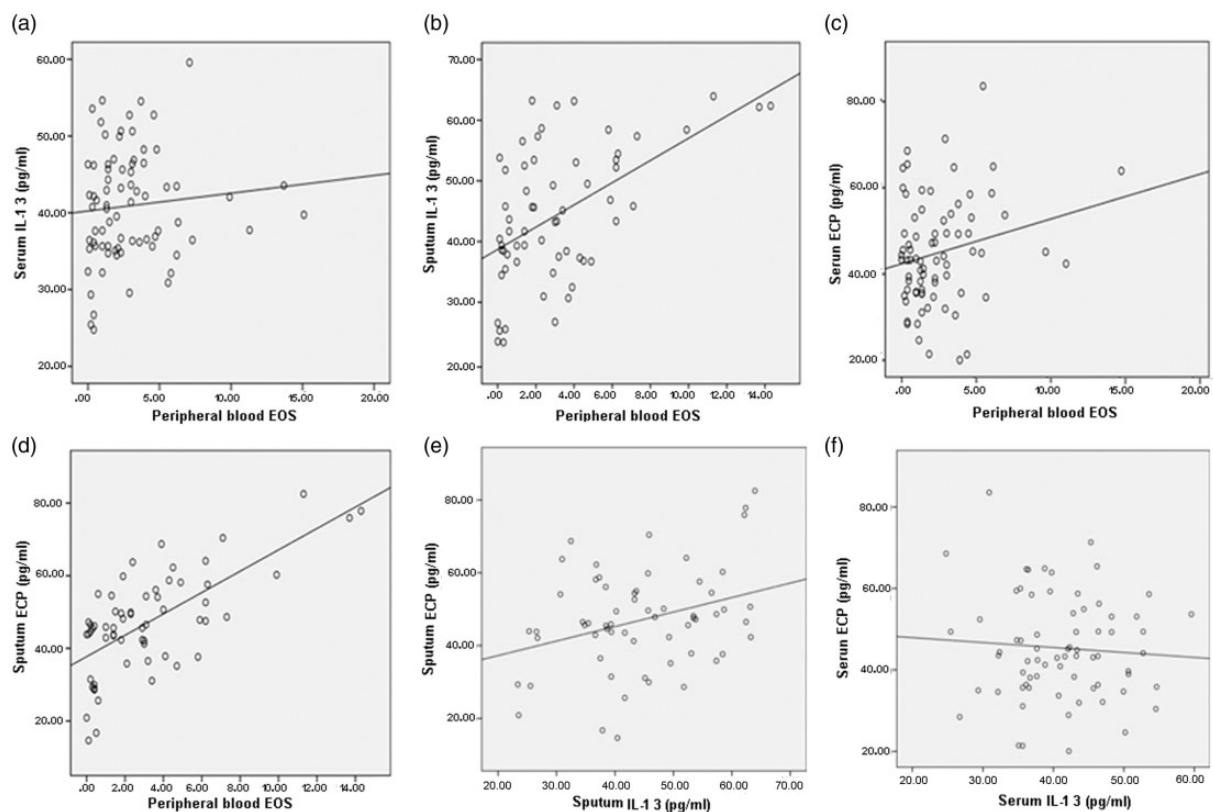 (a)
60.00
50.00
40.00
30.00
20.00
Serum IL-1 3 (pg/ml)
.00 5.00 10.00 15.00 20.00
Peripheral blood EOS
(b)
70.00
60.00
50.00
40.00
30.00
20.00
Sputum IL-1 3 (pg/ml)
.00 2.00 4.00 6.00 8.00 10.00 12.00 14.00
Peripheral blood EOS
(c)
80.00
60.00
40.00
20.00
Serun ECP (pg/ml)
.00 5.00 10.00 15.00 20.00
Peripheral blood EOS
(d)
80.00
60.00
40.00
20.00
Sputum ECP (pg/ml)
.00 2.00 4.00 6.00 8.00 10.00 12.00 14.00
Peripheral blood EOS
(e)
80.00
60.00
40.00
20.00
Sputum ECP (pg/ml)
20.00 30.00 40.00 50.00 60.00 70.00
Sputum IL-1 3 (pg/ml)
(f)
80.00
60.00
40.00
20.00
Serun ECP (pg/ml)
20.00 30.00 40.00 50.00 60.00
Serum IL-1 3 (pg/ml)